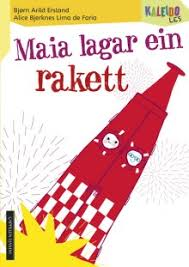 Bjørn Arild Ersland
Alice Bjerknes Lima de Faria
KALEIDO
LES
Maia lagar ein
rakett